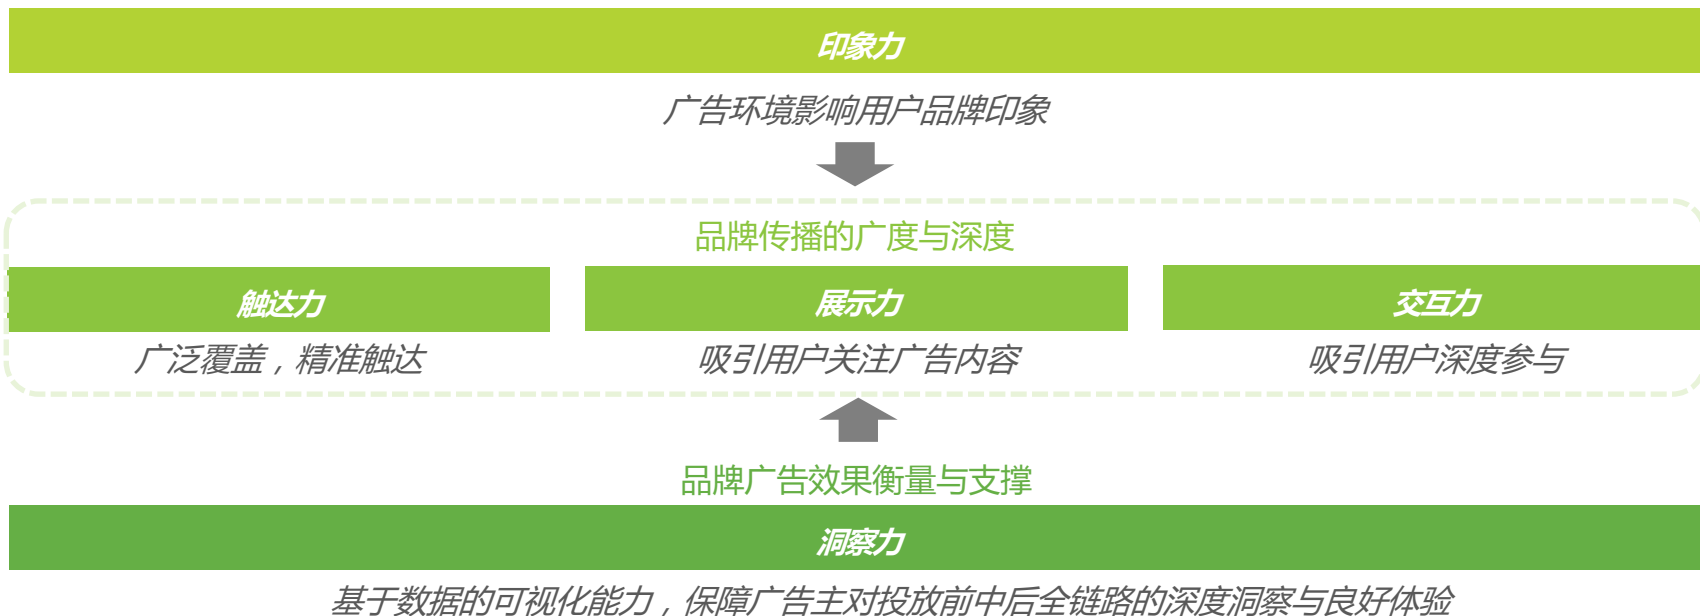 印象力
广告环境影响用户品牌印象
品牌传播的广度与深度
触达力
展示力
交互力
广泛覆盖，精准触达
吸引用户关注广告内容
吸引用户深度参与
品牌广告效果衡量与支撑
洞察力
基于数据的可视化能力，保障广告主对投放前中后全链路的深度洞察与良好体验